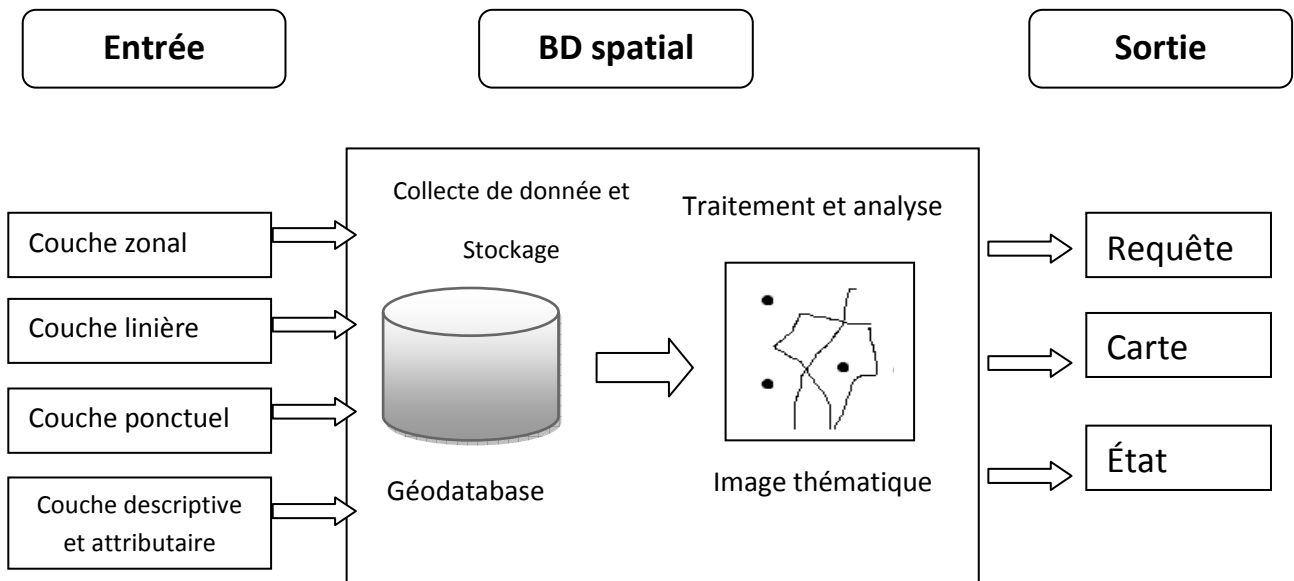 Entrée
BD spatial
Sortie
Couche zonal
Couche linière
Couche ponctuel
Couche descriptive
et attributaire
Collecte de donnée et
Stockage
Géodatabase
Traitement et analyse
Image thématique
Requête
Carte
État